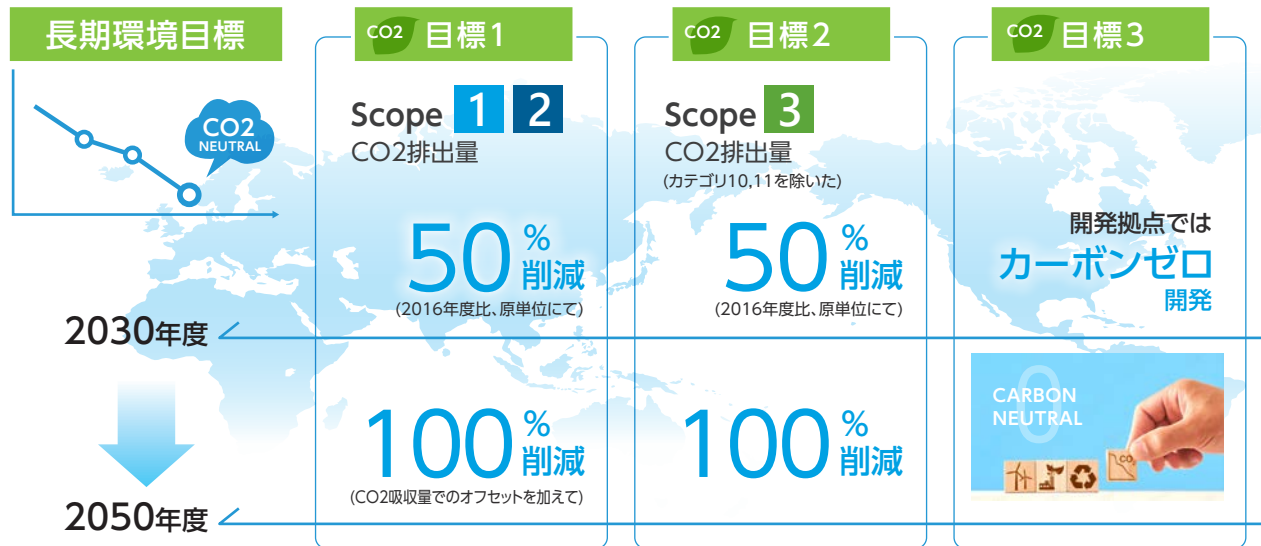 長期環境目標
CO2
NEUTRAL
CO2 目標1
Scope 1 2
CO2排出量
50%削減
(2016年度比、原単位にて)
100%削減
(CO2吸収量でのオフセットを加えて)
CO2 目標2
Scope 3
CO2排出量
(カテゴリ10,11を除いた)
50%削減
(2016年度比、原単位にて)
100%削減
CO2 目標3
開発拠点では
カーボンゼロ
開発
0
CARBON
NEUTRAL
CO2
2030年度
2050年度